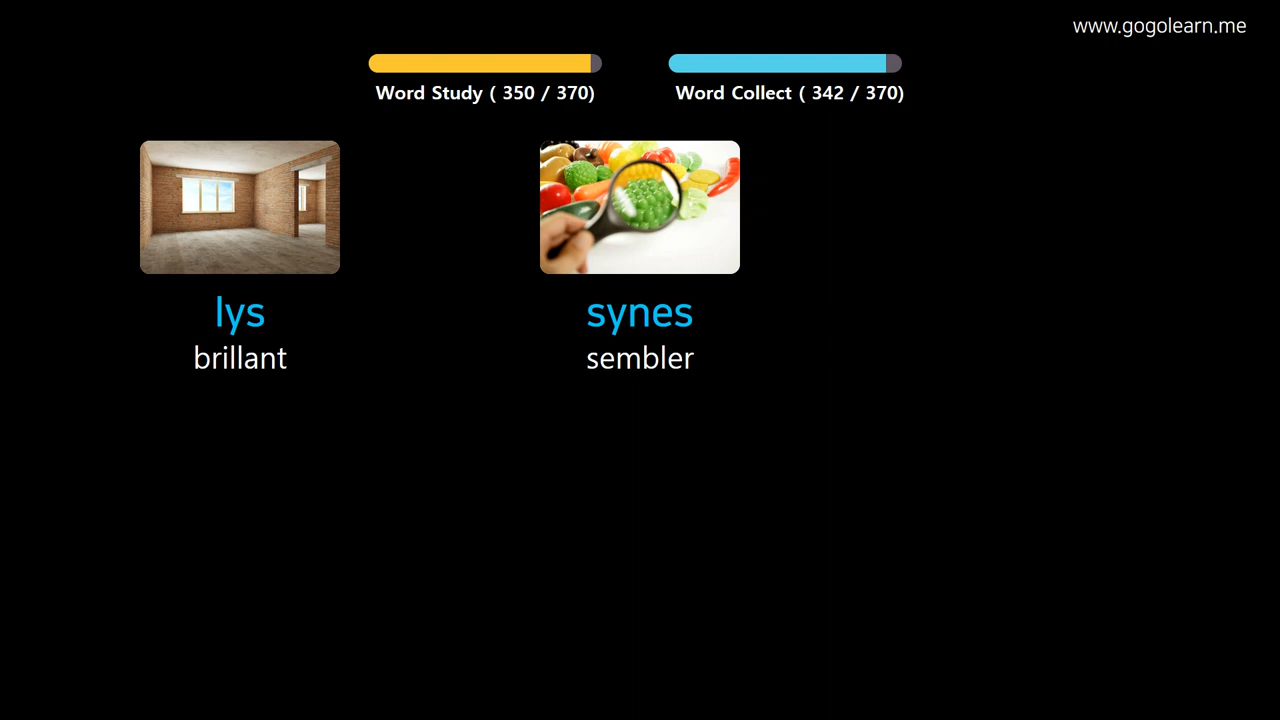 www.gogolearn.me
Word Study ( 350 / 370)
Word Collect ( 342 / 370)
lys
brillant
synes
sembler